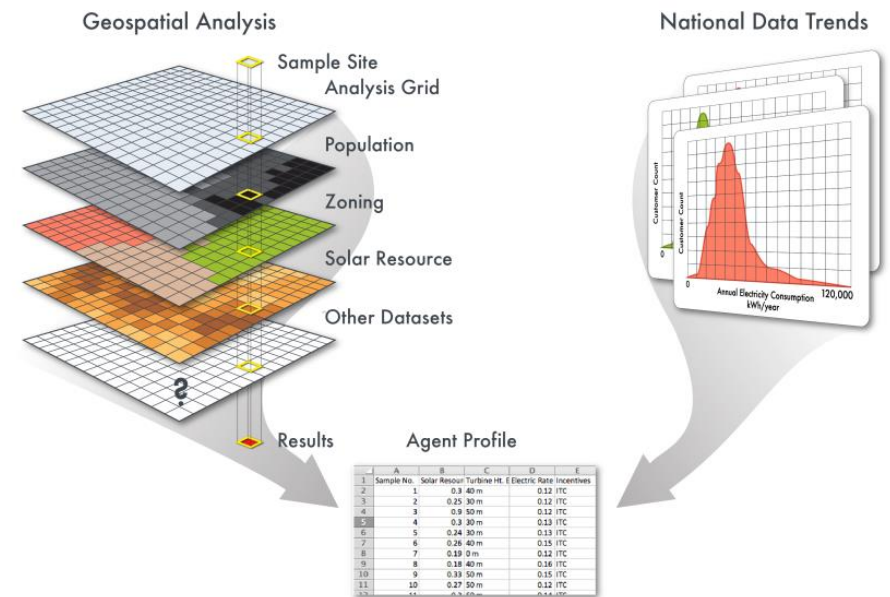 Geospatial Analysis
National Data Trends
Sample Site
Analysis Grid
Population
Zoning
Solar Resource
Other Datasets
?
Results
Customer Count
0
Customer Count
0
Annual Electricity Consumption 120,000
kWh/year
Agent Profile
A B C D E
1 Sample No. Solar Resour Turbine Ht. E Electric Rate Incentives
2 1 0.3 40 m 0.12 ITC
3 2 0.25 30 m 0.12 ITC
4 3 0.9 50 m 0.12 ITC
5 4 0.3 30 m 0.13 ITC
6 5 0.24 30 m 0.13 ITC
7 6 0.26 40 m 0.15 ITC
8 7 0.19 0 m 0.12 ITC
9 8 0.18 40 m 0.16 ITC
10 9 0.33 50 m 0.15 ITC
11 10 0.27 50 m 0.12 ITC